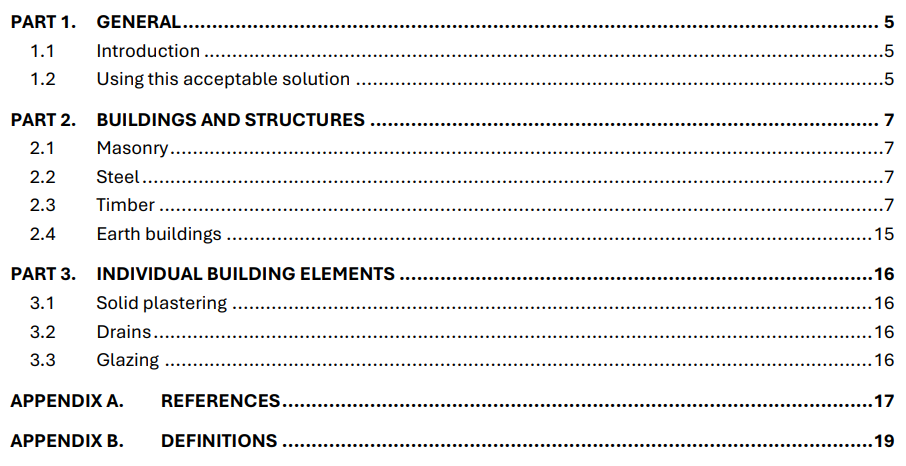 PART 1. GENERAL.......................................................................................................................... 5
1.1 Introduction ......................................................................................................................5
1.2 Using this acceptable solution ............................................................................................5
PART 2. BUILDINGS AND STRUCTURES ..................................................................................... 7
2.1 Masonry............................................................................................................................7
2.2 Steel.................................................................................................................................7
2.3 Timber ..............................................................................................................................7
2.4 Earth buildings ................................................................................................................15
PART 3. INDIVIDUAL BUILDING ELEMENTS ................................................................................16
3.1 Solid plastering ...............................................................................................................16
3.2 Drains.............................................................................................................................16
3.3 Glazing ...........................................................................................................................16
APPENDIX A. REFERENCES........................................................................................................17
APPENDIX B. DEFINITIONS ........................................................................................................19